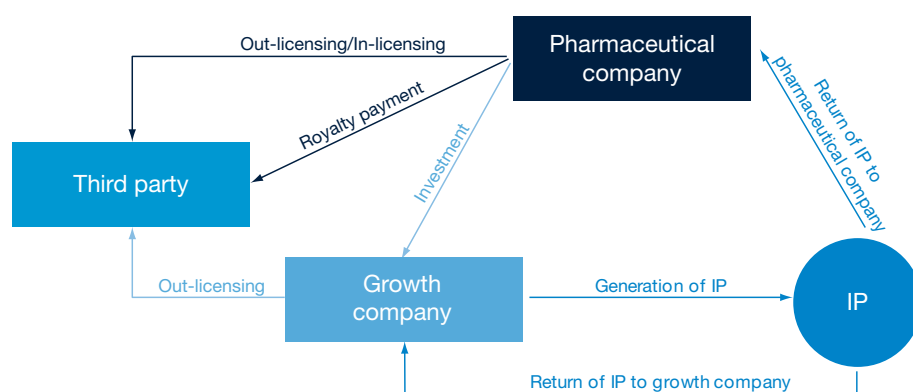 Out-licensing/In-licensing
Pharmaceutical
company
Royalty payment
Return of IP to
pharmaceutical company
Third party
Investment
Out-licensing
Growth
company
Generation of IP
IP
Return of IP to growth company